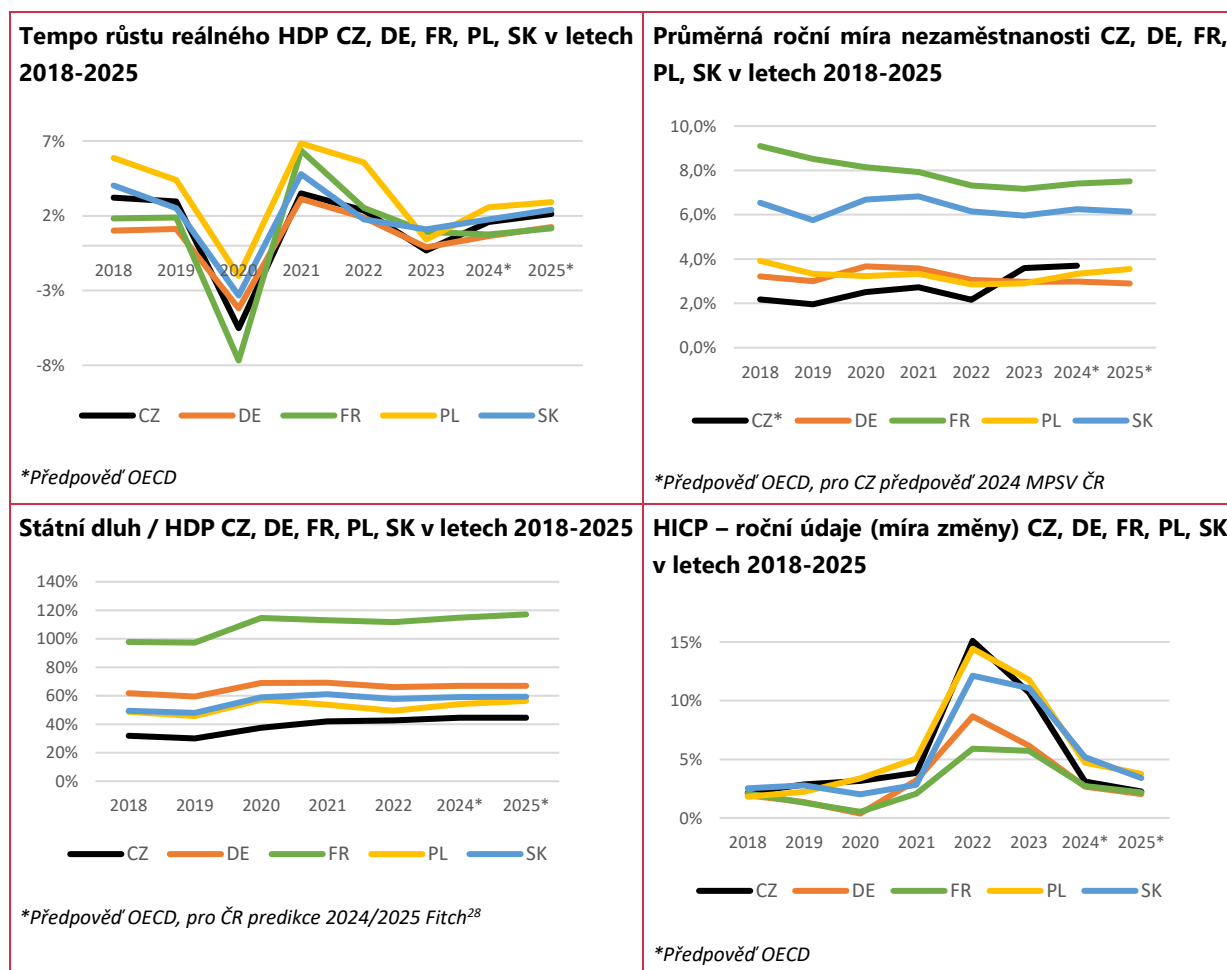 Tempo růstu reálného HDP CZ, DE, FR, PL, SK v letech
2018-2025
7%
2%
-3%
-8%
2018 2019 2020 2021 2022 2023 2024* 2025*
CZ DE FR PL SK
*Předpověď OECD
Průměrná roční míra nezaměstnanosti CZ, DE, FR,
PL, SK v letech 2018-2025
10,0%
8,0%
6,0%
4,0%
2,0%
0,0%
2018 2019 2020 2021 2022 2023 2024* 2025*
CZ* DE FR PL SK
*Předpověď OECD, pro CZ předpověď 2024 MPSV ČR
Státní dluh / HDP CZ, DE, FR, PL, SK v letech 2018-2025
140%
120%
100%
80%
60%
40%
20%
0%
2018 2019 2020 2021 2022 2024* 2025*
CZ DE FR PL SK
*Předpověď OECD, pro ČR predikce 2024/2025 Fitch28
HICP – roční údaje (míra změny) CZ, DE, FR, PL, SK
v letech 2018-2025
15%
10%
5%
0%
2018 2019 2020 2021 2022 2023 2024* 2025*
CZ DE FR PL SK
*Předpověď OECD